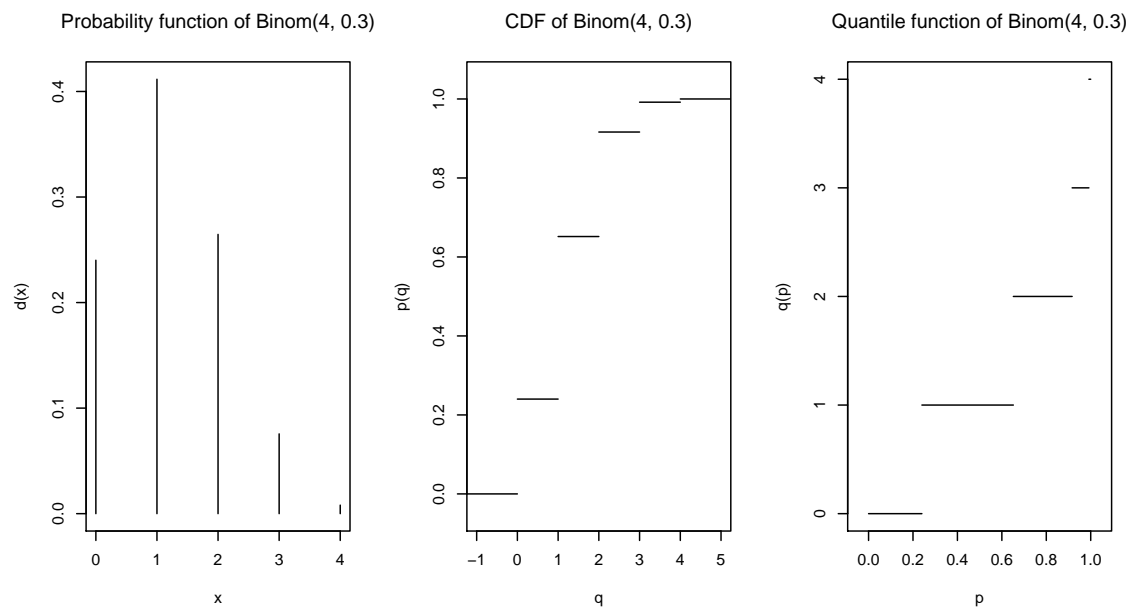 Probability function of Binom(4, 0.3)
0.4
0.3
0.2
0.1
0.0
d(x)
0 1 2 3 4
x
CDF of Binom(4, 0.3)
1.0
0.8
0.6
0.4
0.2
0.0
p(q)
−1 0 1 2 3 4 5
q
Quantile function of Binom(4, 0.3)
4
3
2
1
0
q(p)
0.0 0.2 0.4 0.6 0.8 1.0
p